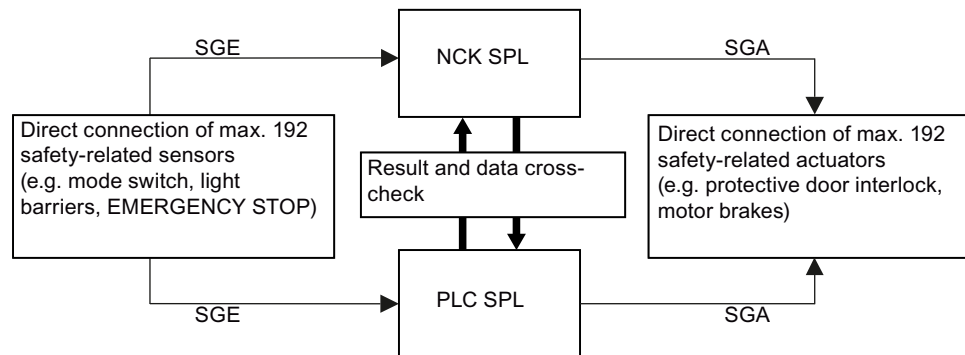 SGE
NCK SPL
SGA
Direct connection of max. 192
safety-related sensors
(e.g. mode switch, light
barriers, EMERGENCY STOP)
Result and data cross-
check
Direct connection of max. 192
safety-related actuators
(e.g. protective door interlock,
motor brakes)
SGE
PLC SPL
SGA